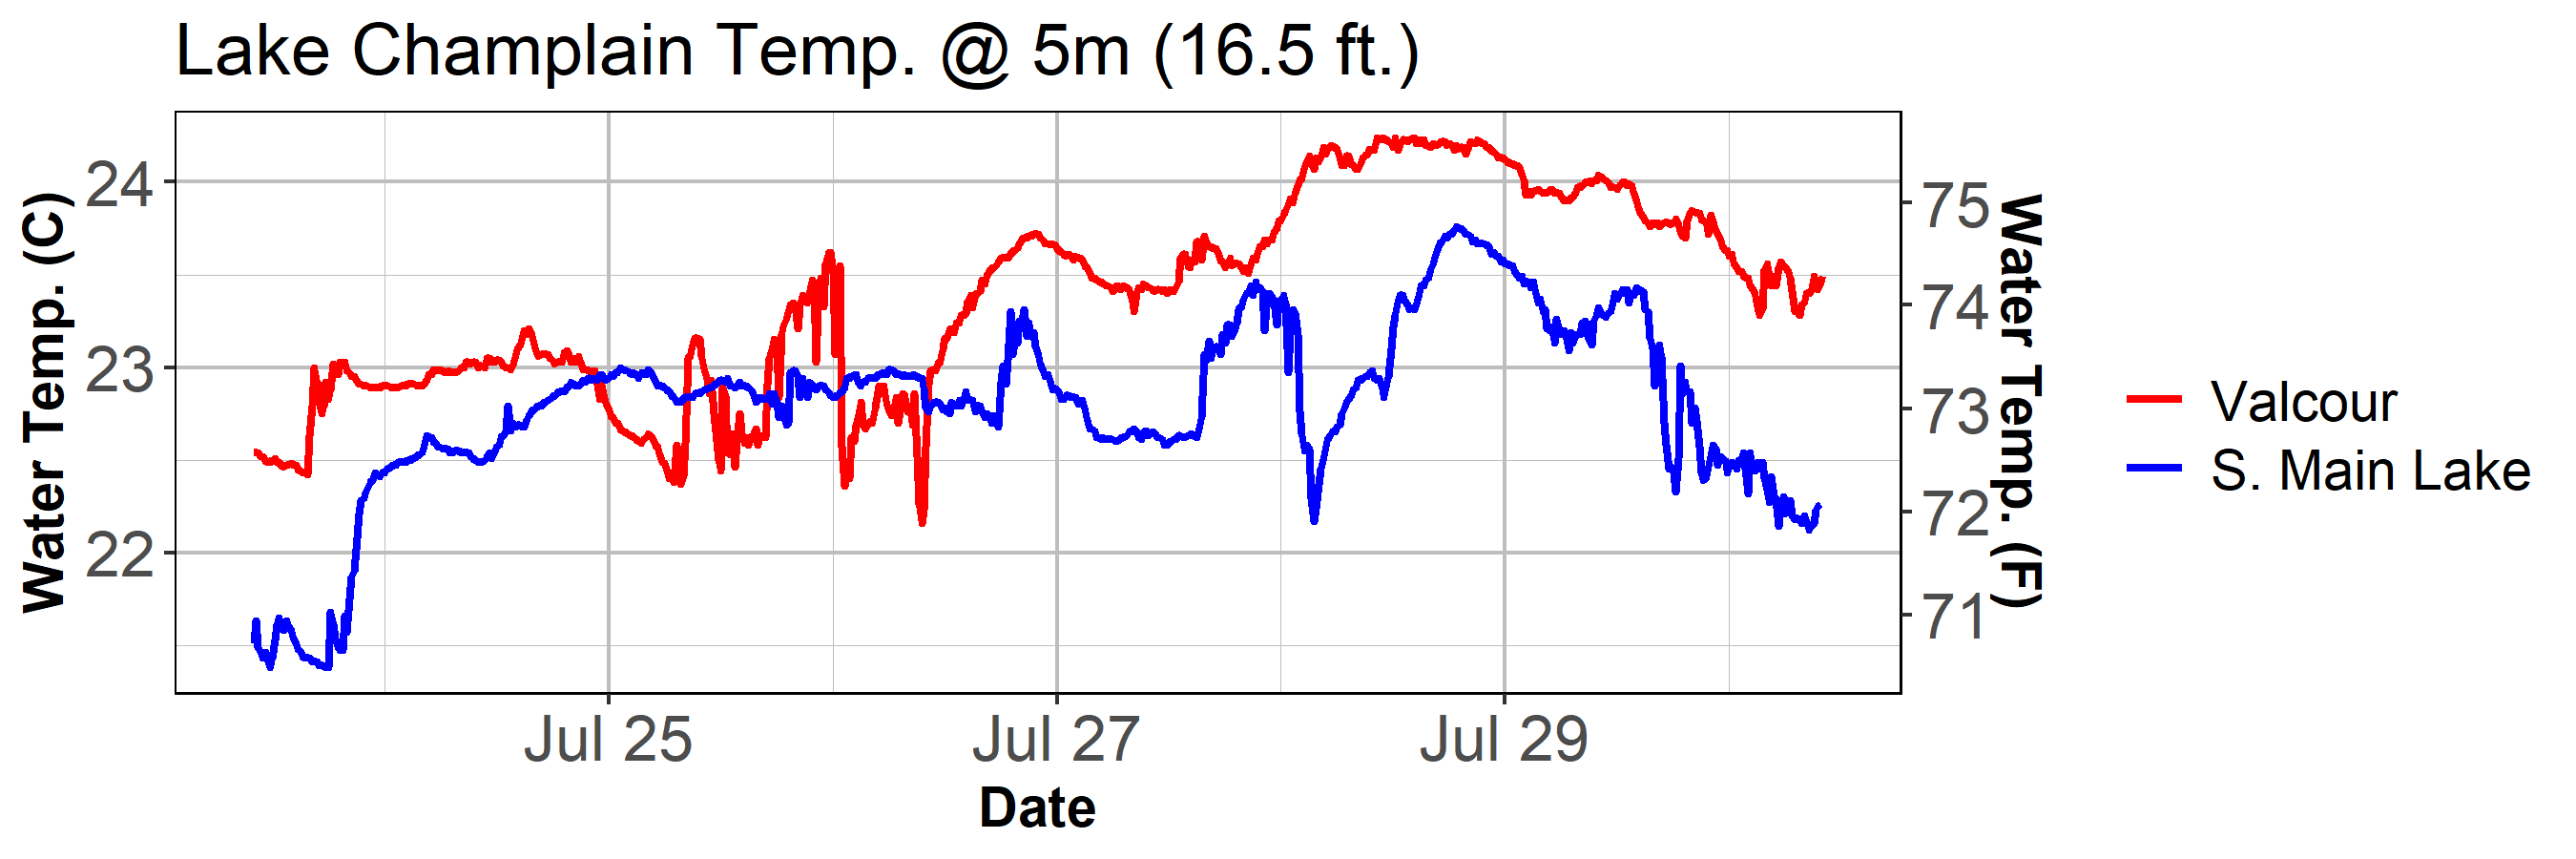 Lake Champlain Temp. @ 5m (16.5 ft.)
Water Temp. (C)
24
23
22
75
74
73
72
71
Water Temp. (F)
Jul 25
Jul 27
Jul 29
Date
Valcour
S. Main Lake